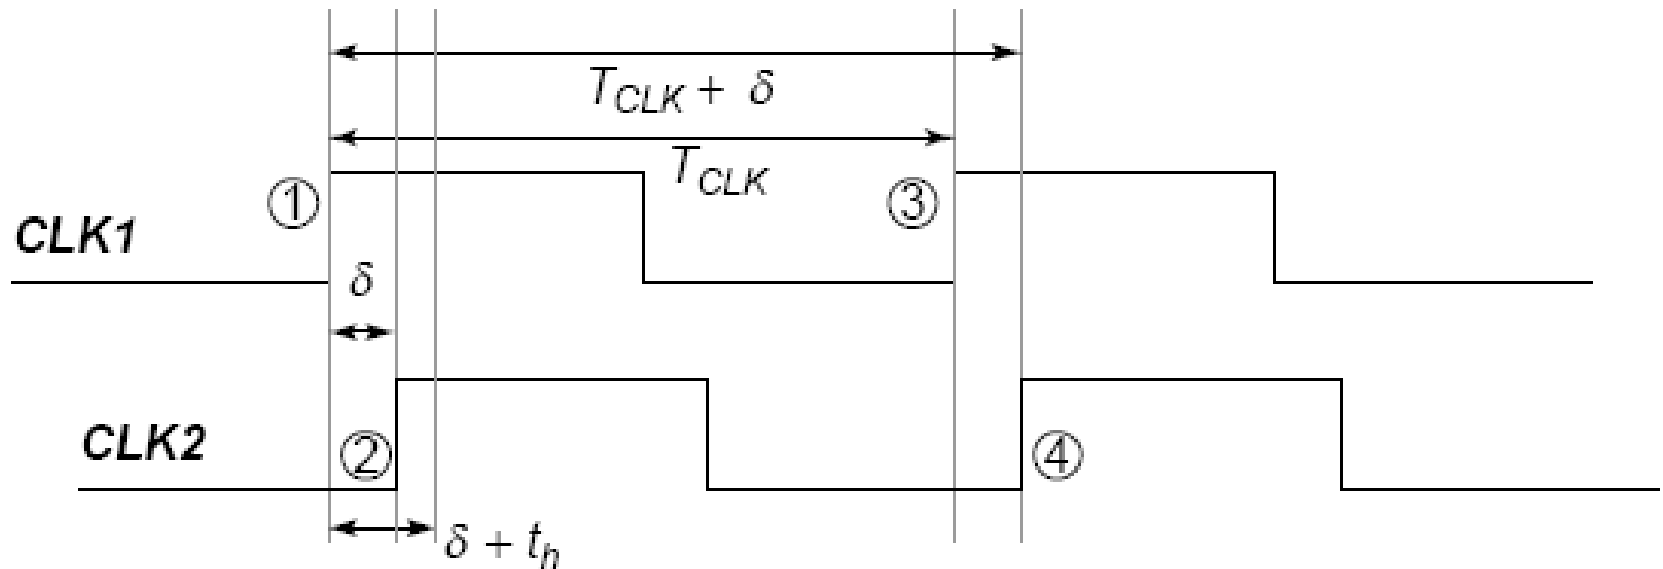 T_CLK + δ
T_CLK
① ③
CLK1
δ
CLK2 ② ④
δ + t_h